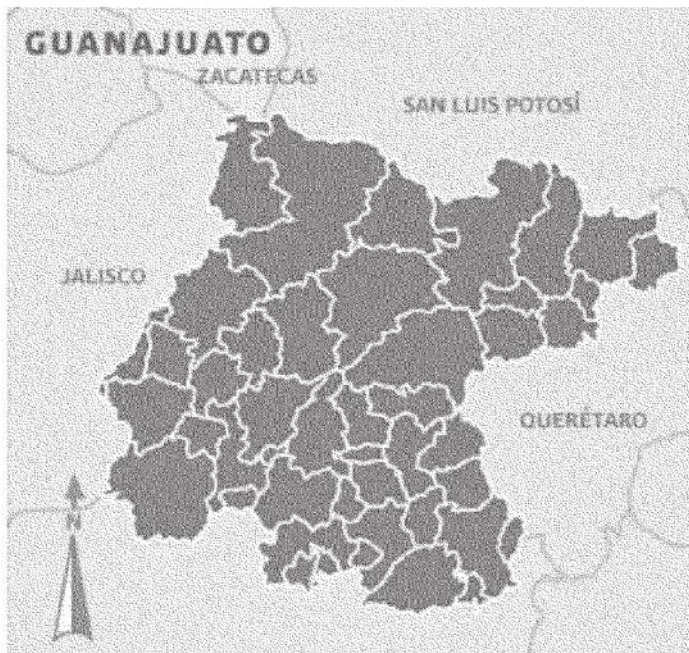 GUANAJUATO
ZACATECAS
SAN LUIS POTOSÍ
JALISCO
QUERÉTARO
N